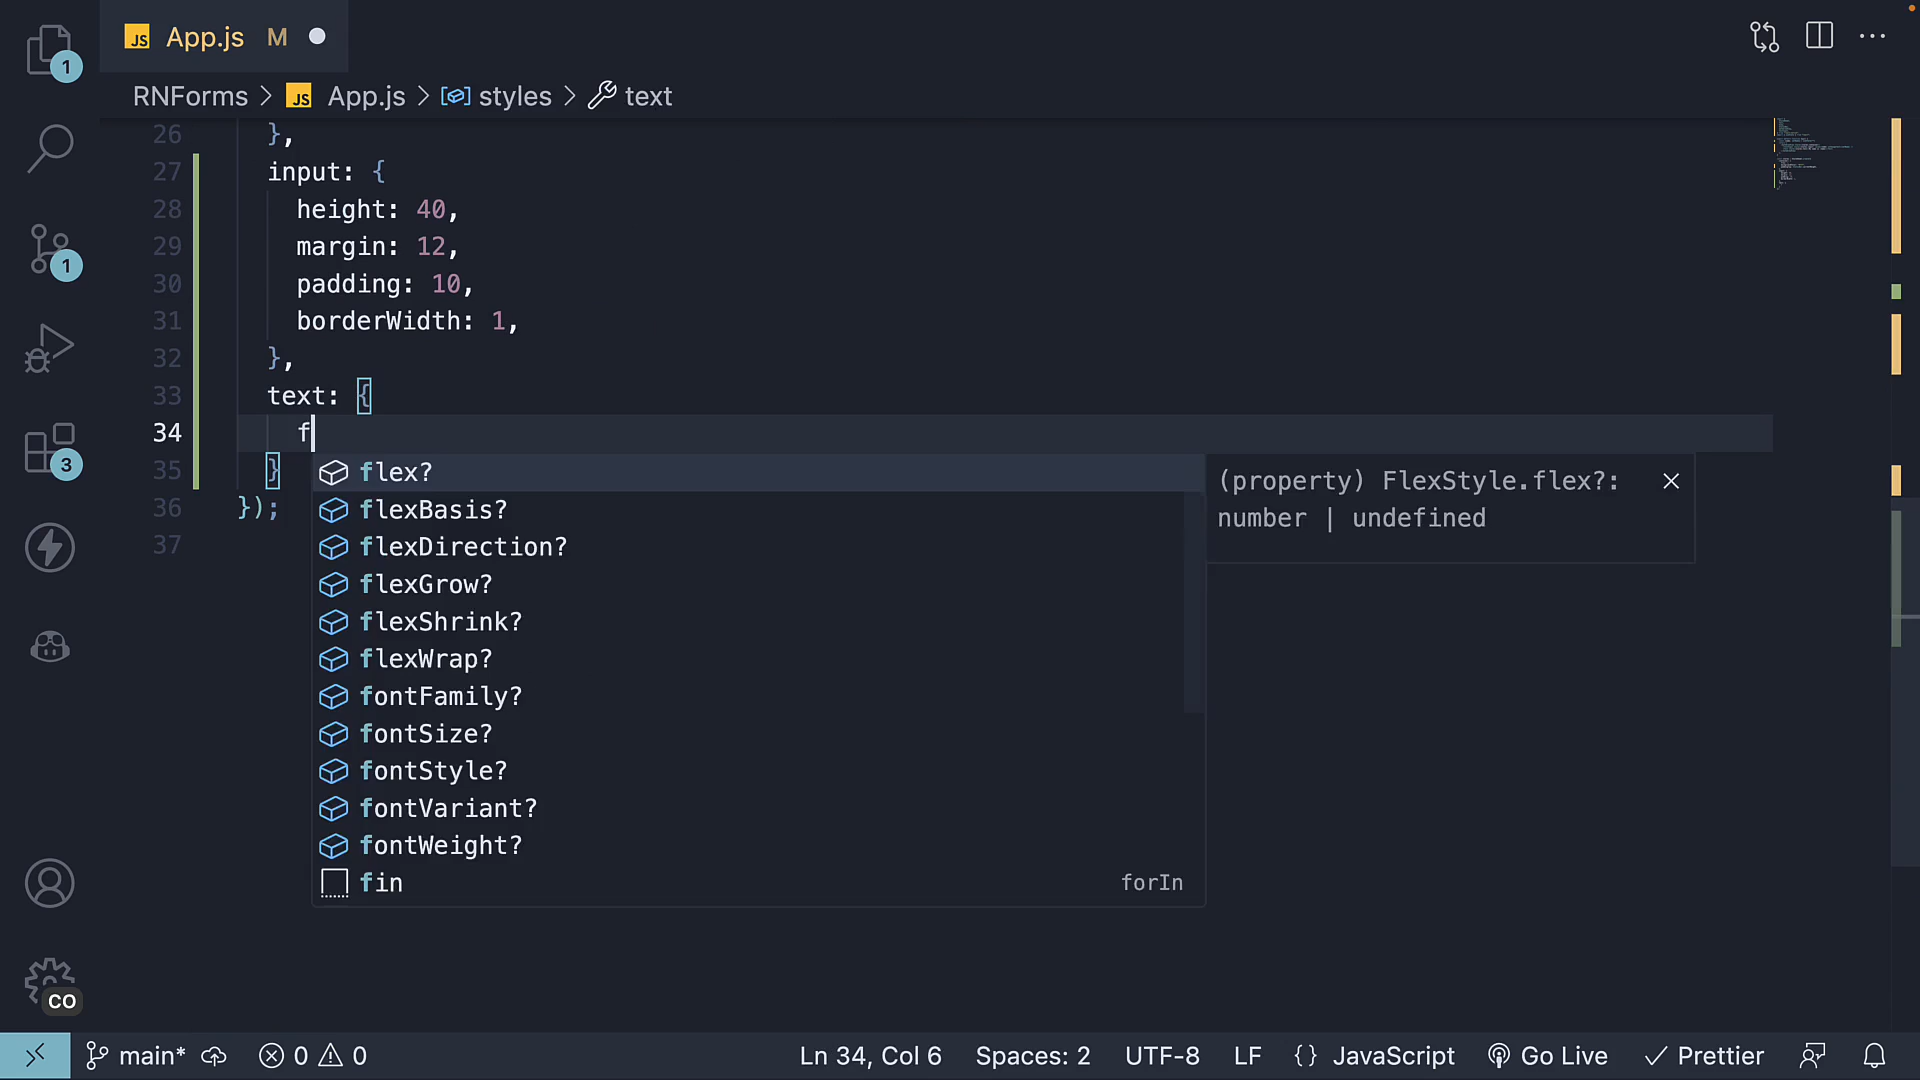 JS App.js M
RNForms > JS App.js > styles > text
26 },
27 input: {
28 height: 40,
29 margin: 12,
30 padding: 10,
31 borderWidth: 1,
32 },
33 text: {
34 f
35 }
36 });
37
flex?
flexBasis?
flexDirection?
flexGrow?
flexShrink?
flexWrap?
fontFamily?
fontSize?
fontStyle?
fontVariant?
fontWeight?
fin forIn
(property) FlexStyle.flex?:
number | undefined
1
1
3
CO
main* 0 0 Ln 34, Col 6 Spaces: 2 UTF-8 LF {} JavaScript Go Live Prettier